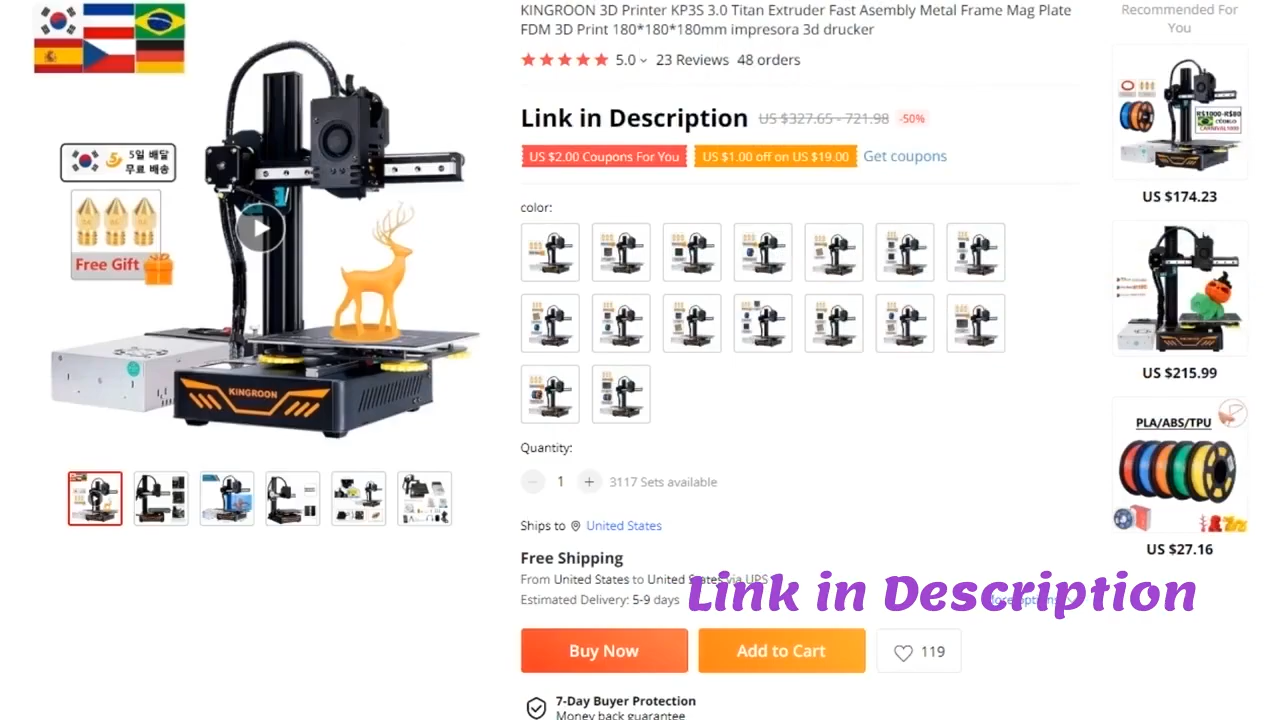 KINGROON 3D Printer KP3S 3.0 Titan Extruder Fast Asembly Metal Frame Mag Plate
FDM 3D Print 180*180*180mm impresora 3d drucker
5.0
23 Reviews
48 orders
Link in Description
US $327.65 - 721.98
-50%
US $2.00 Coupons For You
US $1.00 off on US $19.00
Get coupons
color:
Quantity:
1
3117 Sets available
Ships to
United States
Free Shipping
From United States to United States via UPS
Estimated Delivery: 5-9 days
More options
Link in Description
Buy Now
Add to Cart
119
7-Day Buyer Protection
Money back guarantee
5일 배달
무료 배송
Free Gift
KINGROON
Recommended For
You
US $174.23
US $215.99
PLA/ABS/TPU
US $27.16